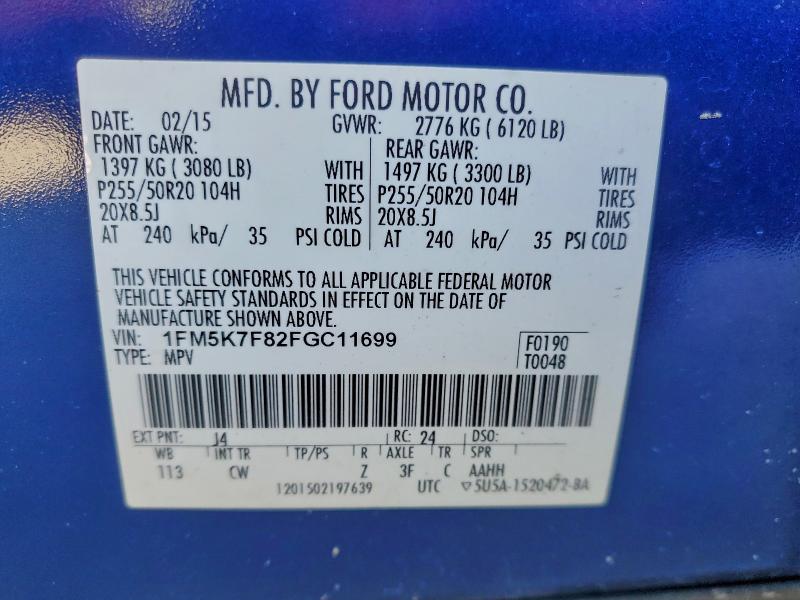 MFD. BY FORD MOTOR CO.
DATE: 02/15 GVWR: 2776 KG ( 6120 LB)
FRONT GAWR: REAR GAWR:
1397 KG ( 3080 LB) WITH 1497 KG ( 3300 LB) WITH
P255/50R20 104H TIRES P255/50R20 104H TIRES
20X8.5J RIMS 20X8.5J RIMS
AT 240 kPa/ 35 PSI COLD AT 240 kPa/ 35 PSI COLD
THIS VEHICLE CONFORMS TO ALL APPLICABLE FEDERAL MOTOR
VEHICLE SAFETY STANDARDS IN EFFECT ON THE DATE OF
MANUFACTURE SHOWN ABOVE.
VIN: 1FM5K7F82FGC11699 F0190
TYPE: MPV T0048
EXT PNT: J4 RC: 24 DSO:
WB INT TR TP/PS R AXLE TR SPR
113 CW Z 3F C AAHH
1201502197639 UTC ▽5U5A-1520472-BA